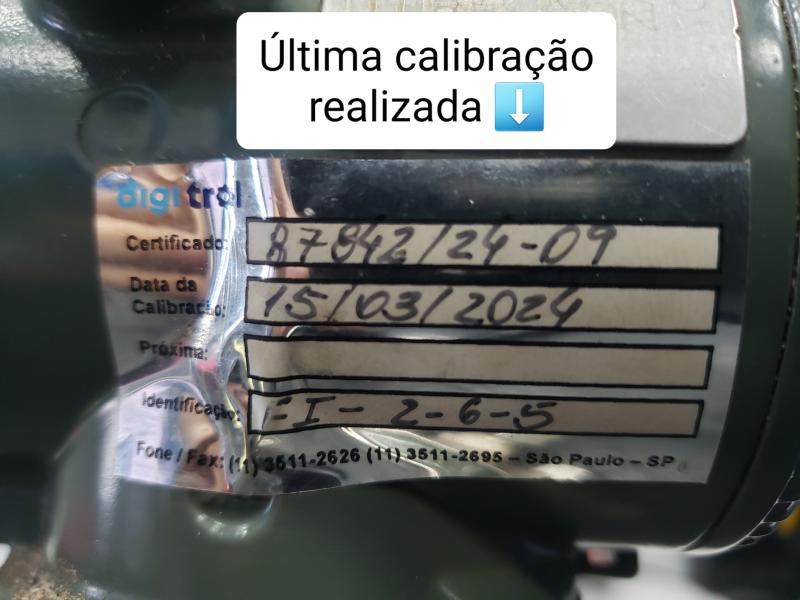 Última calibração
realizada ⬇️
digitrol
Certificado: 87842/24-09
Data da
Calibração: 15/03/2024
Próxima:
Identificação: EI-2-6-5
Fone / Fax: (11) 3511-2626 (11) 3511-2695 – São Paulo – SP